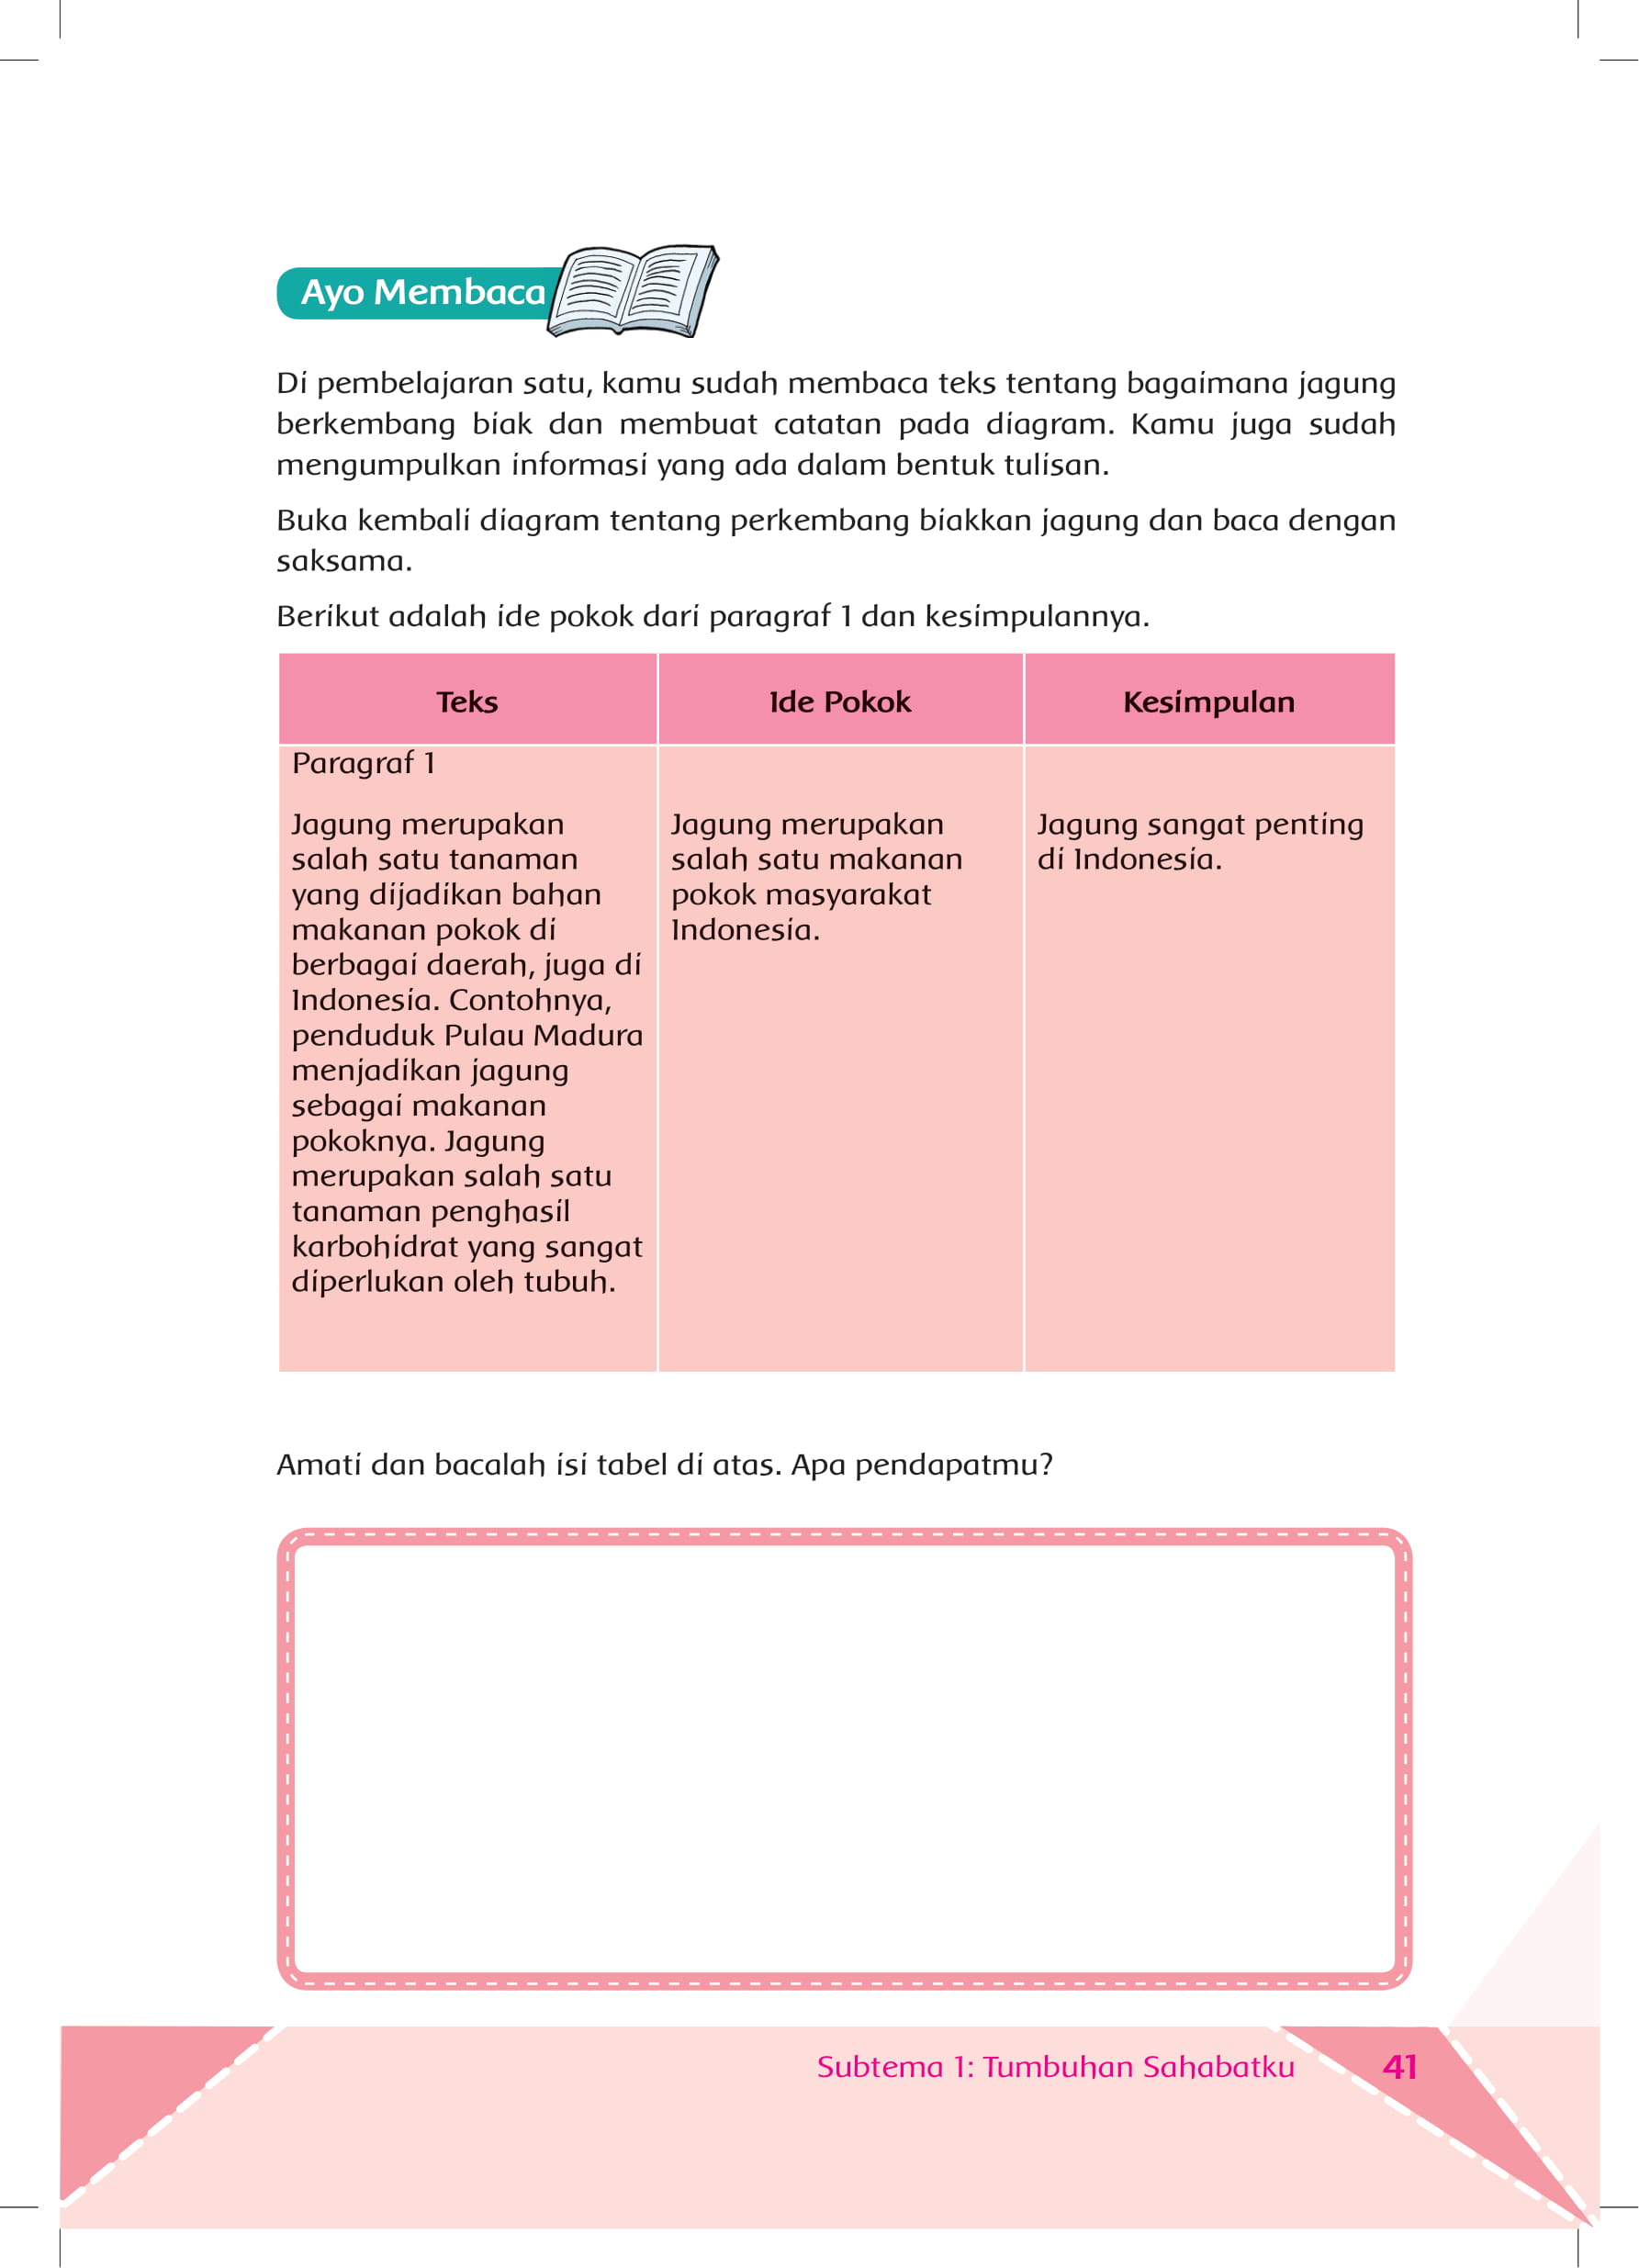 Ayo Membaca
Di pembelajaran satu, kamu sudah membaca teks tentang bagaimana jagung
berkembang biak dan membuat catatan pada diagram. Kamu juga sudah
mengumpulkan informasi yang ada dalam bentuk tulisan.
Buka kembali diagram tentang perkembang biakkan jagung dan baca dengan
saksama.
Berikut adalah ide pokok dari paragraf 1 dan kesimpulannya.
Teks
Ide Pokok
Kesimpulan
Paragraf 1
Jagung merupakan
salah satu tanaman
yang dijadikan bahan
makanan pokok di
berbagai daerah, juga di
Indonesia. Contohnya,
penduduk Pulau Madura
menjadikan jagung
sebagai makanan
pokoknya. Jagung
merupakan salah satu
tanaman penghasil
karbohidrat yang sangat
diperlukan oleh tubuh.
Jagung merupakan
salah satu makanan
pokok masyarakat
Indonesia.
Jagung sangat penting
di Indonesia.
Amati dan bacalah isi tabel di atas. Apa pendapatmu?
Subtema 1: Tumbuhan Sahabatku
41